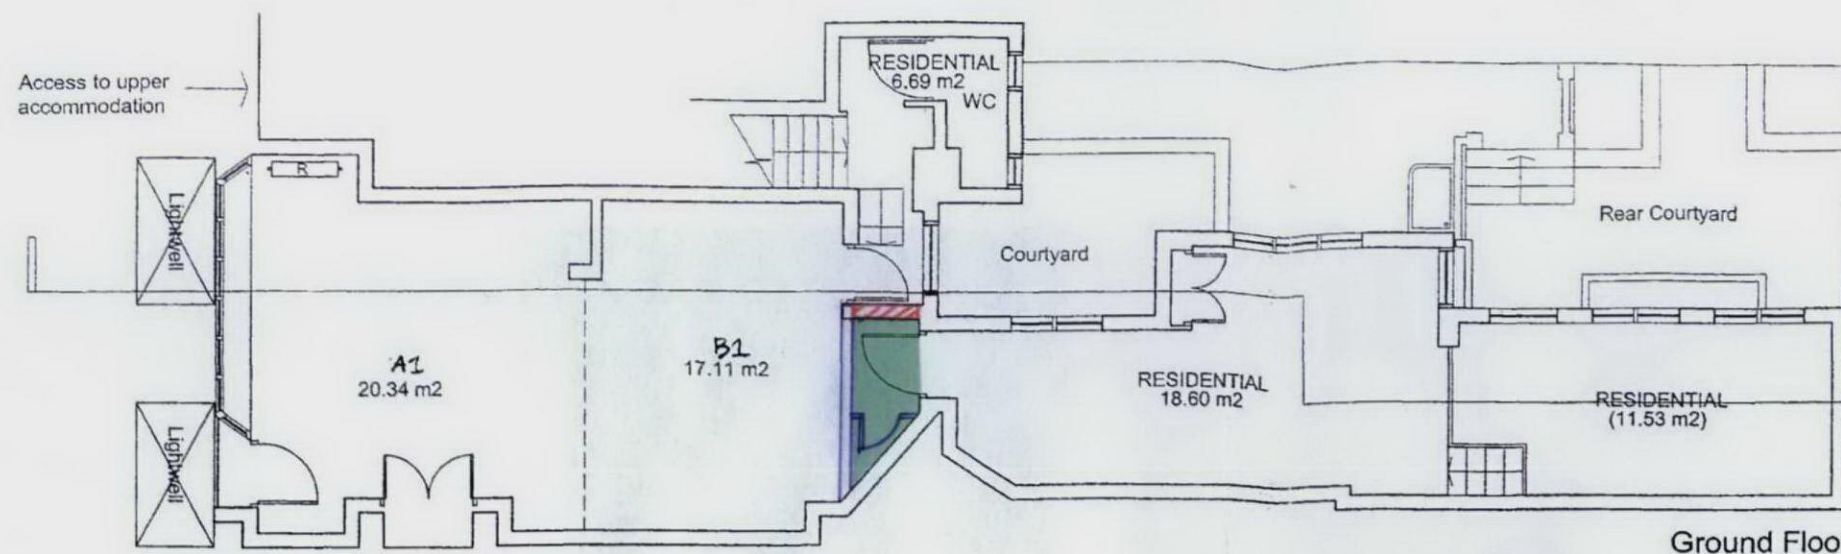 Access to upper
accommodation
RESIDENTIAL
6.69 m2
WC
R
Lightwell
Rear Courtyard
Courtyard
A1
20.34 m2
B1
17.11 m2
RESIDENTIAL
18.60 m2
RESIDENTIAL
(11.53 m2)
Lightwell
Ground Floo